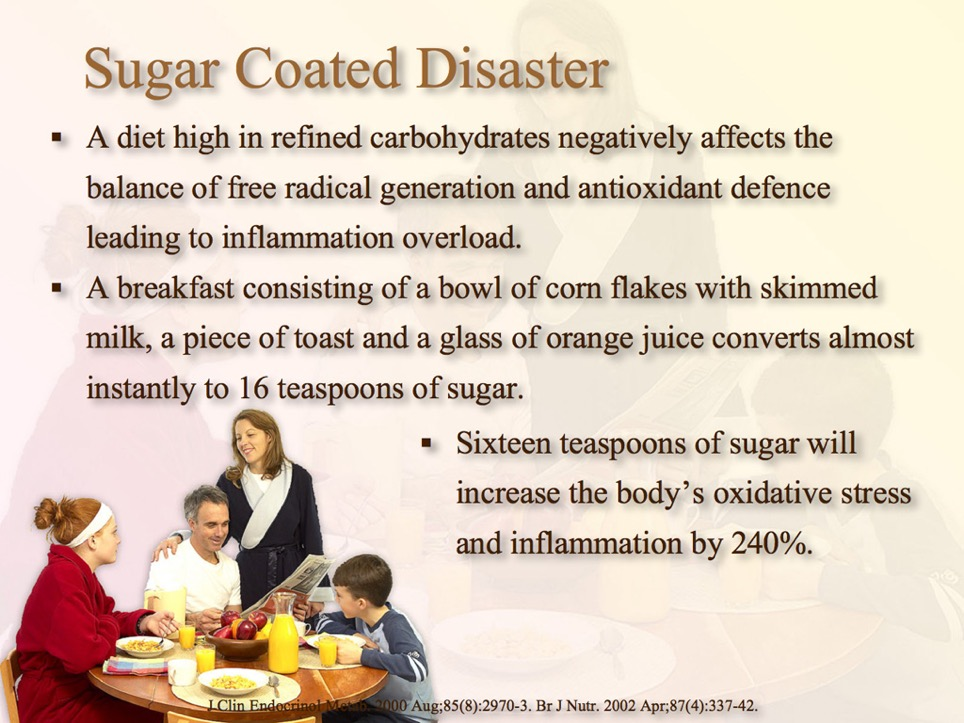 Sugar Coated Disaster
▪ A diet high in refined carbohydrates negatively affects the
balance of free radical generation and antioxidant defence
leading to inflammation overload.
▪ A breakfast consisting of a bowl of corn flakes with skimmed
milk, a piece of toast and a glass of orange juice converts almost
instantly to 16 teaspoons of sugar.
▪ Sixteen teaspoons of sugar will
increase the body’s oxidative stress
and inflammation by 240%.
J Clin Endocrinol Metab. 2000 Aug;85(8):2970-3. Br J Nutr. 2002 Apr;87(4):337-42.